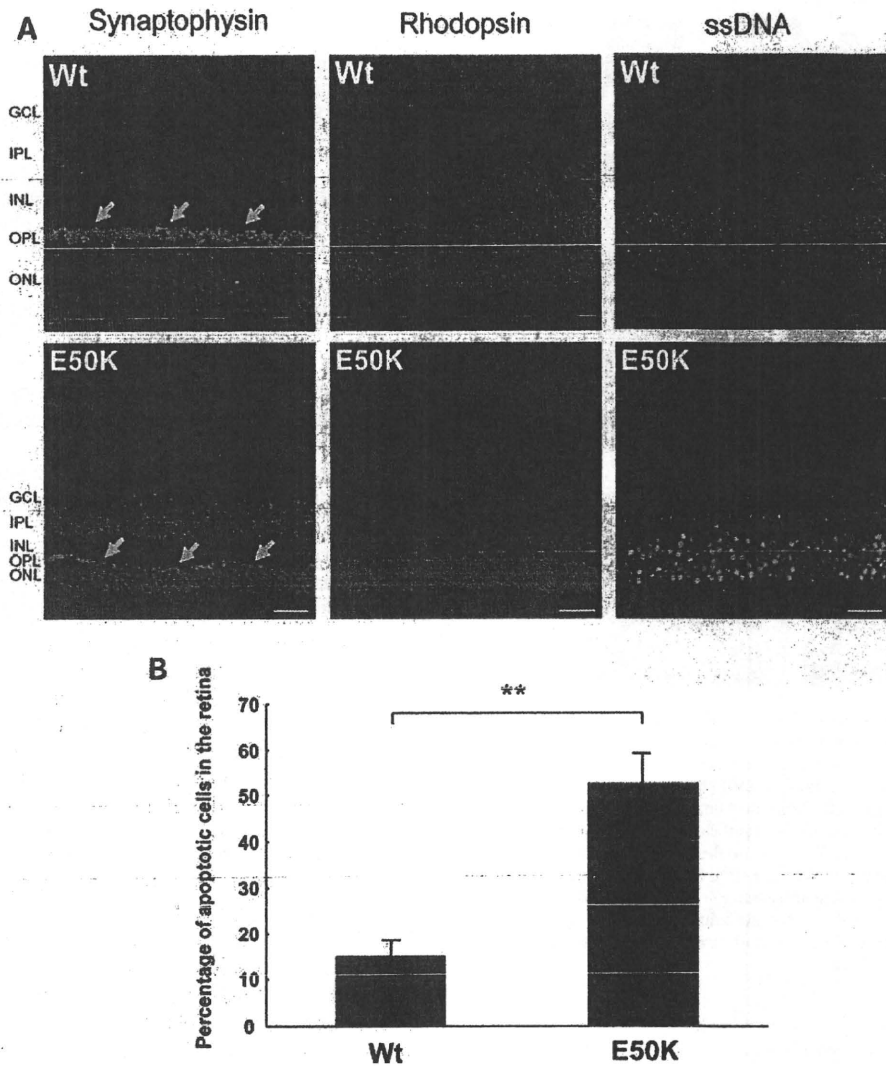 A
Synaptophysin Rhodopsin ssDNA
Wt Wt Wt
GCL
IPL
INL
OPL
ONL
E50K E50K E50K
GCL
IPL
INL
OPL
ONL
B
**
Percentage of apoptotic cells in the retina
70
60
50
40
30
20
10
0
Wt E50K